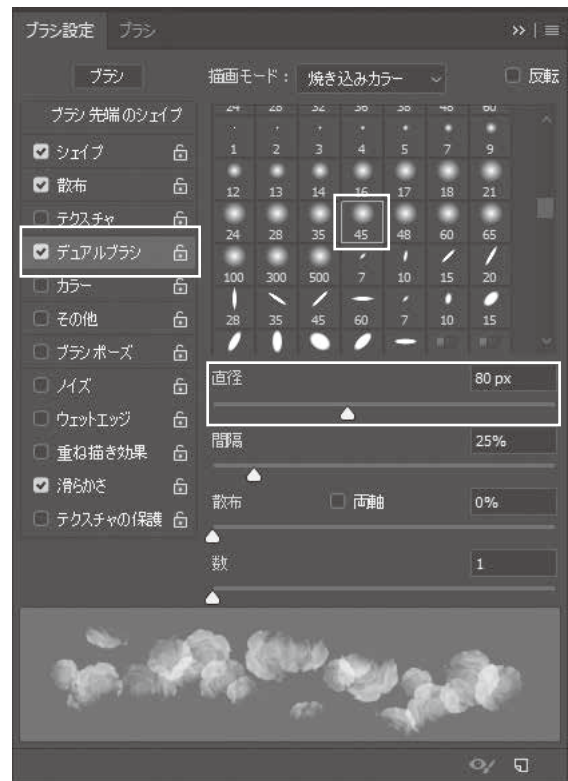 ブラシ設定 ブラシ
ブラシ 描画モード： 焼き込みカラー 反転
ブラシ先端のシェイプ
シェイプ
散布
テクスチャ
デュアルブラシ
カラー
その他
ブラシポーズ
ノイズ
ウェットエッジ
重ね描き効果
滑らかさ
テクスチャの保護
1 2 3 4 5 7 9
12 13 14 16 17 18 21
24 28 35 45 48 60 65
100 300 500 7 10 15 20
28 35 45 60 7 10 15
直径 80 px
間隔 25%
散布 両軸 0%
数 1